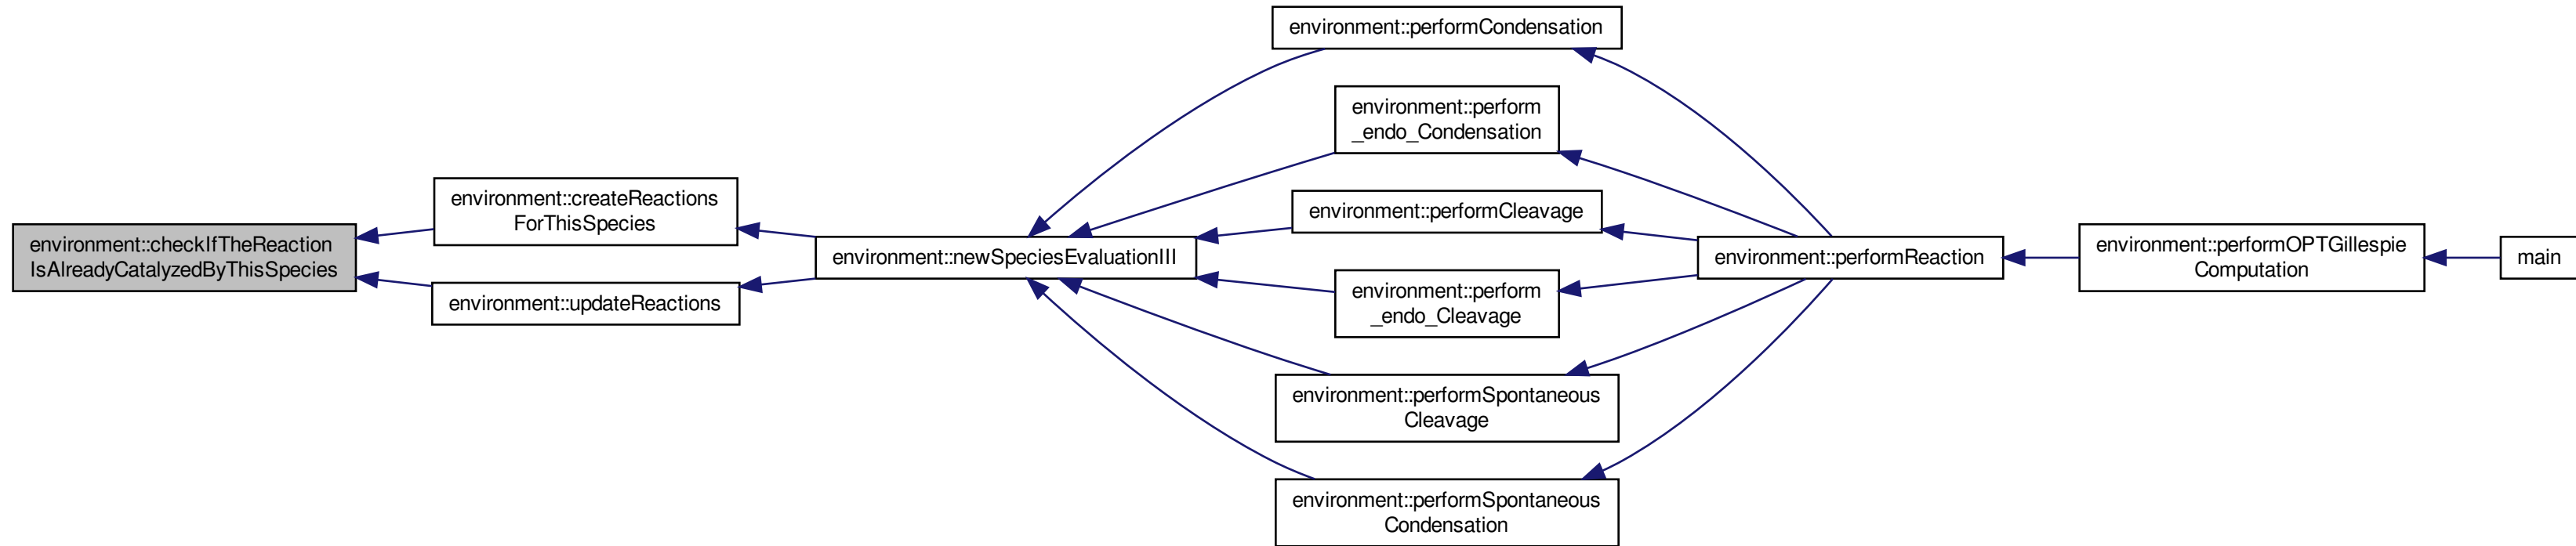 environment::checkIfTheReaction
IsAlreadyCatalyzedByThisSpecies
environment::createReactions
ForThisSpecies
environment::updateReactions
environment::newSpeciesEvaluationIII
environment::performCondensation
environment::perform
_endo_Condensation
environment::performCleavage
environment::perform
_endo_Cleavage
environment::performSpontaneous
Cleavage
environment::performSpontaneous
Condensation
environment::performReaction
environment::performOPTGillespie
Computation
main